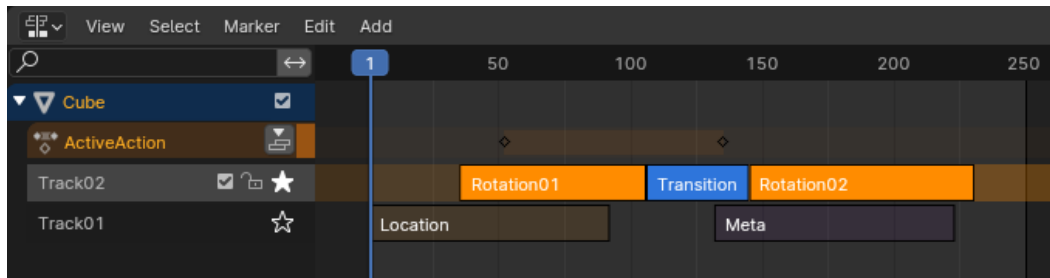 View Select Marker Edit Add
1 50 100 150 200 250
Cube
ActiveAction
Track02 Rotation01 Transition Rotation02
Track01 Location Meta